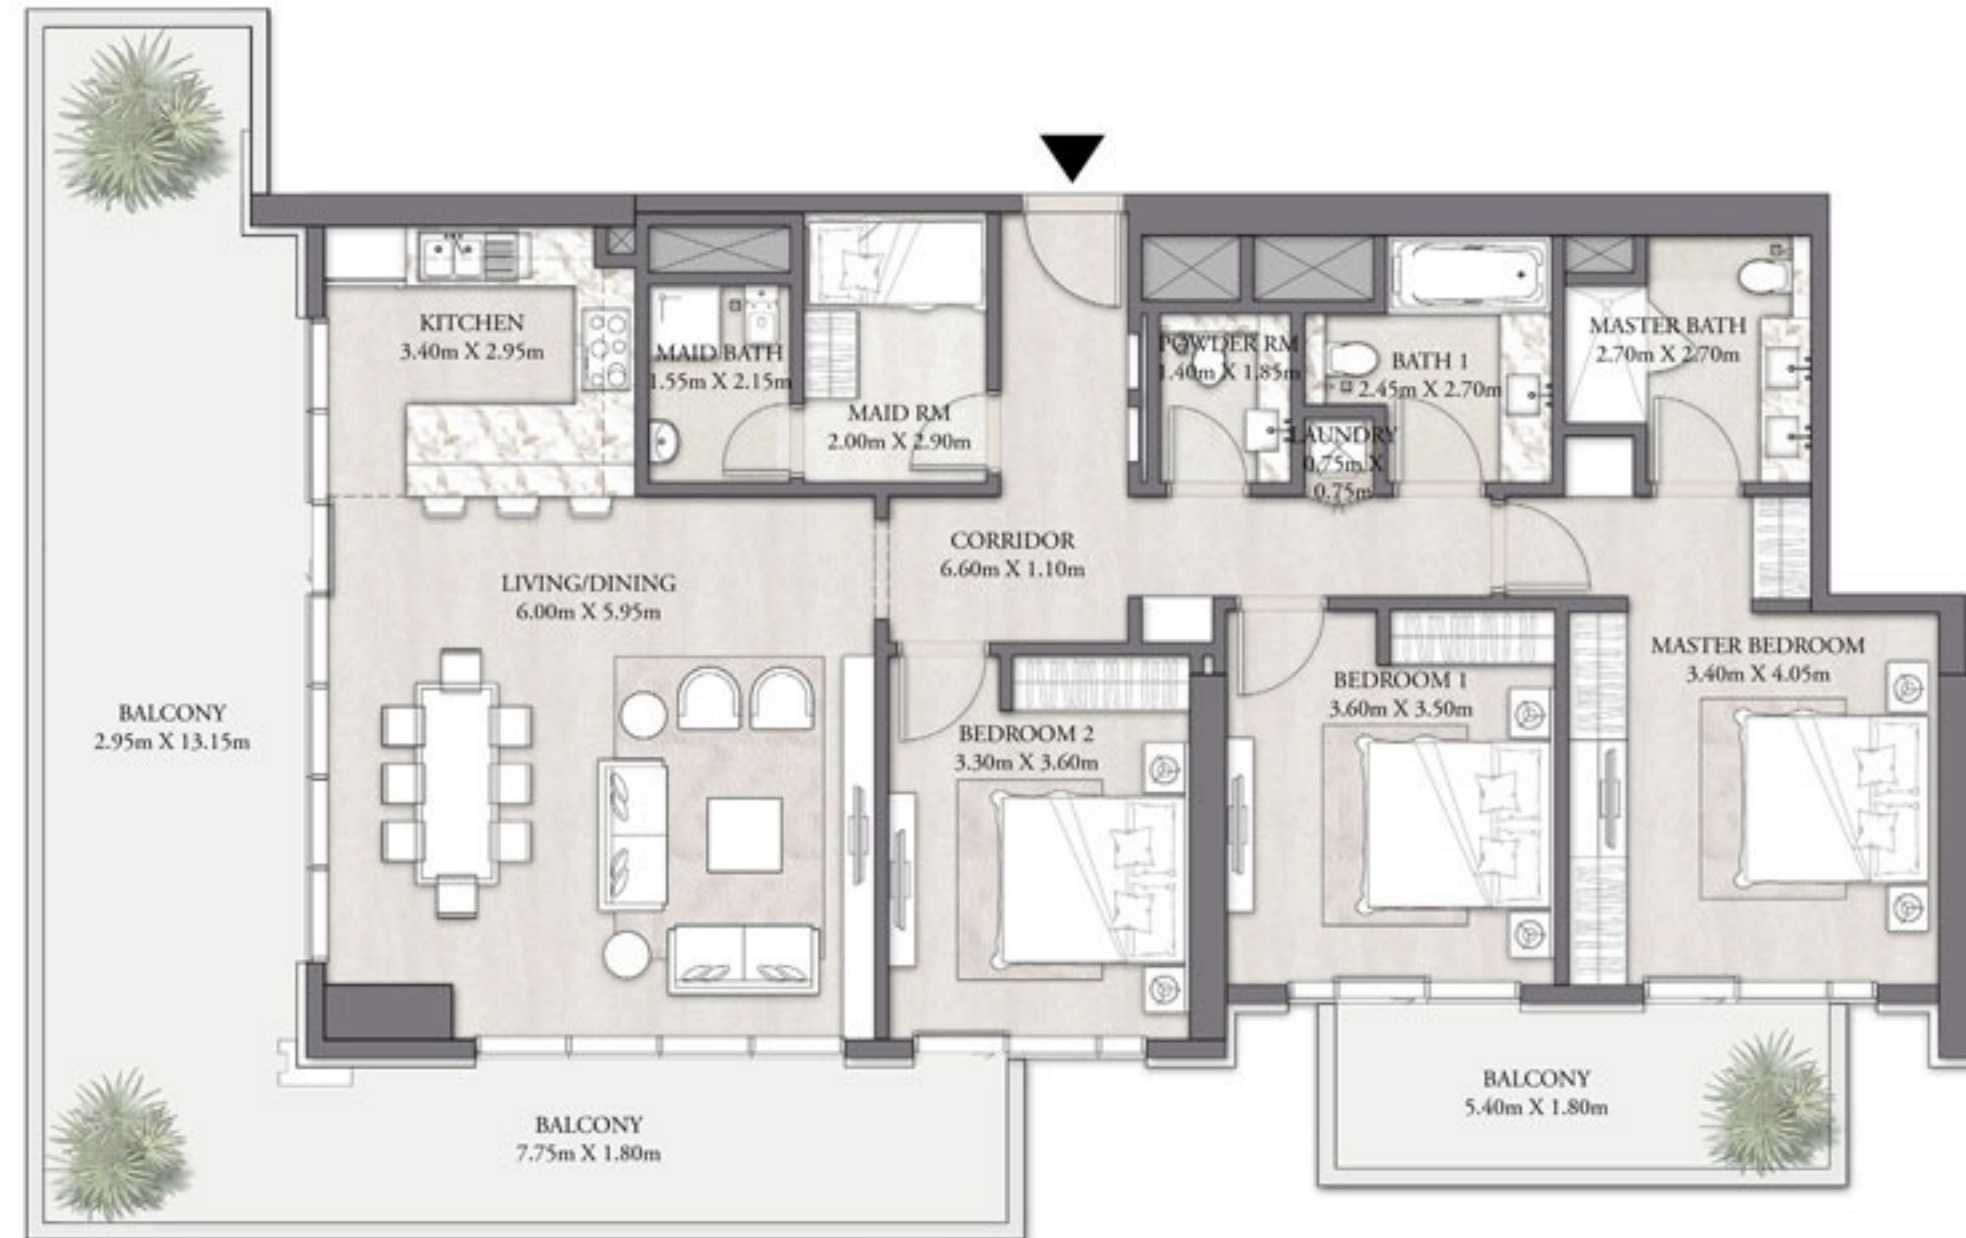 KITCHEN
3.40m X 2.95m
MAID BATH
1.55m X 2.15m
MAID RM
2.00m X 2.90m
POWDER RM
1.40m X 1.85m
BATH 1
2.45m X 2.70m
LAUNDRY
0.75m X
0.75m
MASTER BATH
2.70m X 2.70m
CORRIDOR
6.60m X 1.10m
LIVING/DINING
6.00m X 5.95m
BALCONY
2.95m X 13.15m
BEDROOM 2
3.30m X 3.60m
BEDROOM 1
3.60m X 3.50m
MASTER BEDROOM
3.40m X 4.05m
BALCONY
7.75m X 1.80m
BALCONY
5.40m X 1.80m